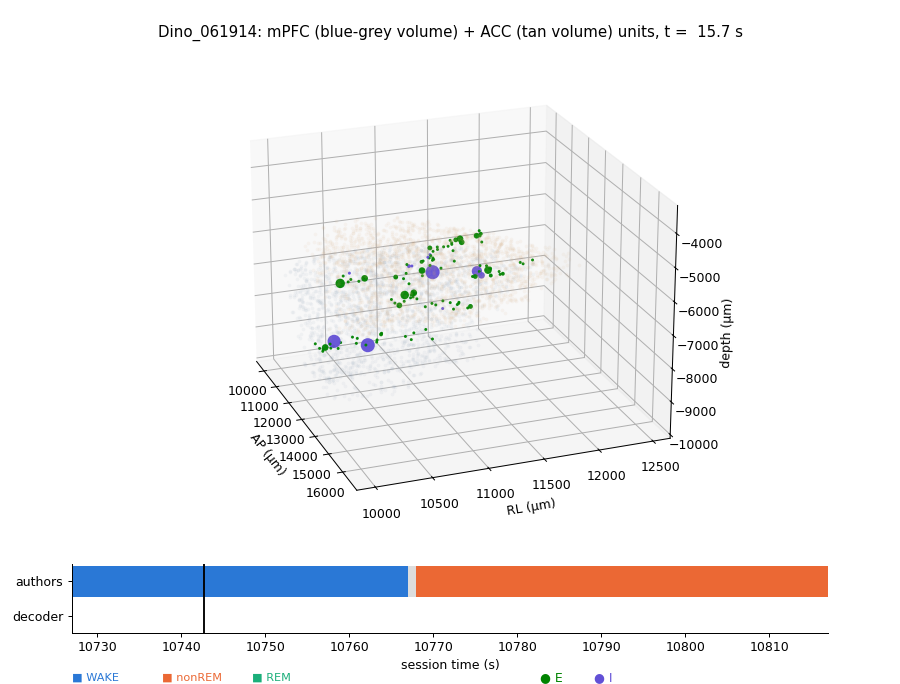 Dino_061914: mPFC (blue-grey volume) + ACC (tan volume) units, t =  15.7 s
−4000
−5000
−6000
−7000
−8000
−9000
−10000
depth (μm)
10000
11000
12000
13000
14000
15000
16000
AP (μm)
10000
10500
11000
11500
12000
12500
RL (μm)
authors
decoder
10730
10740
10750
10760
10770
10780
10790
10800
10810
session time (s)
WAKE
nonREM
REM
E
I